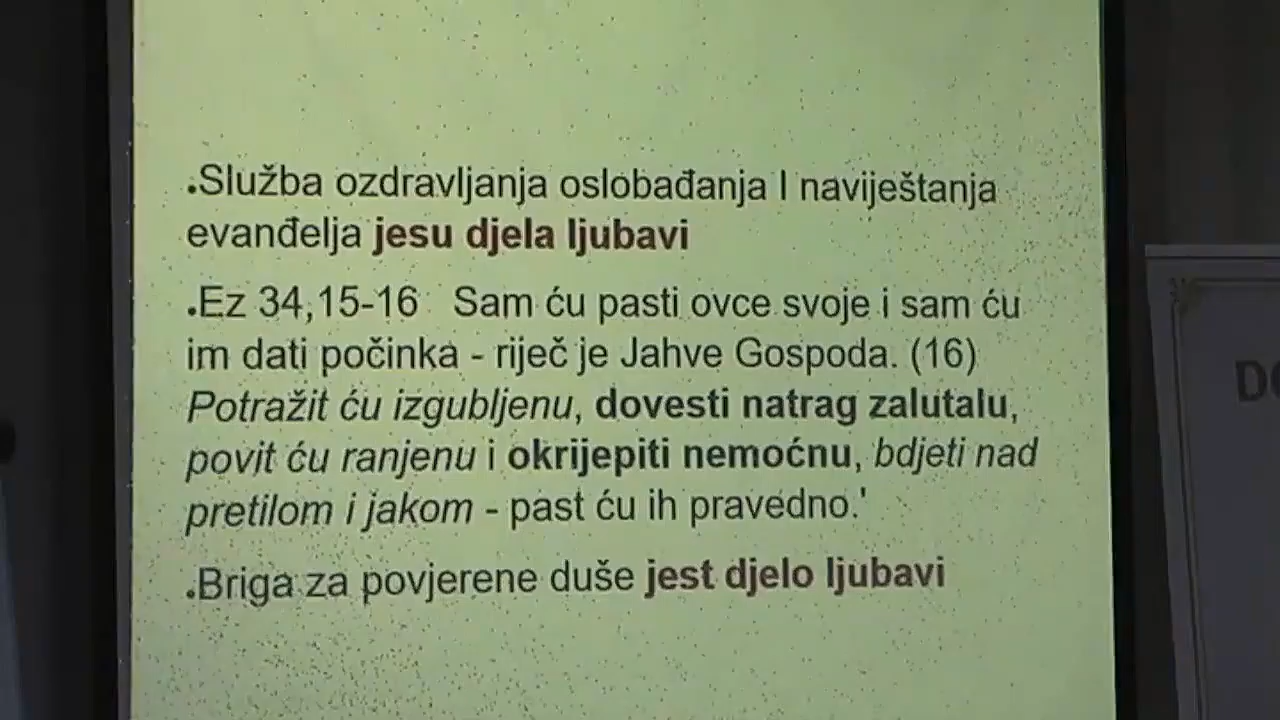 .Služba ozdravljanja oslobađanja I naviještanja
evanđelja jesu djela ljubavi
.Ez 34,15-16 Sam ću pasti ovce svoje i sam ću
im dati počinka - riječ je Jahve Gospoda. (16)
Potražit ću izgubljenu, dovesti natrag zalutalu,
povit ću ranjenu i okrijepiti nemoćnu, bdjeti nad
pretilom i jakom - past ću ih pravedno.'
.Briga za povjerene duše jest djelo ljubavi